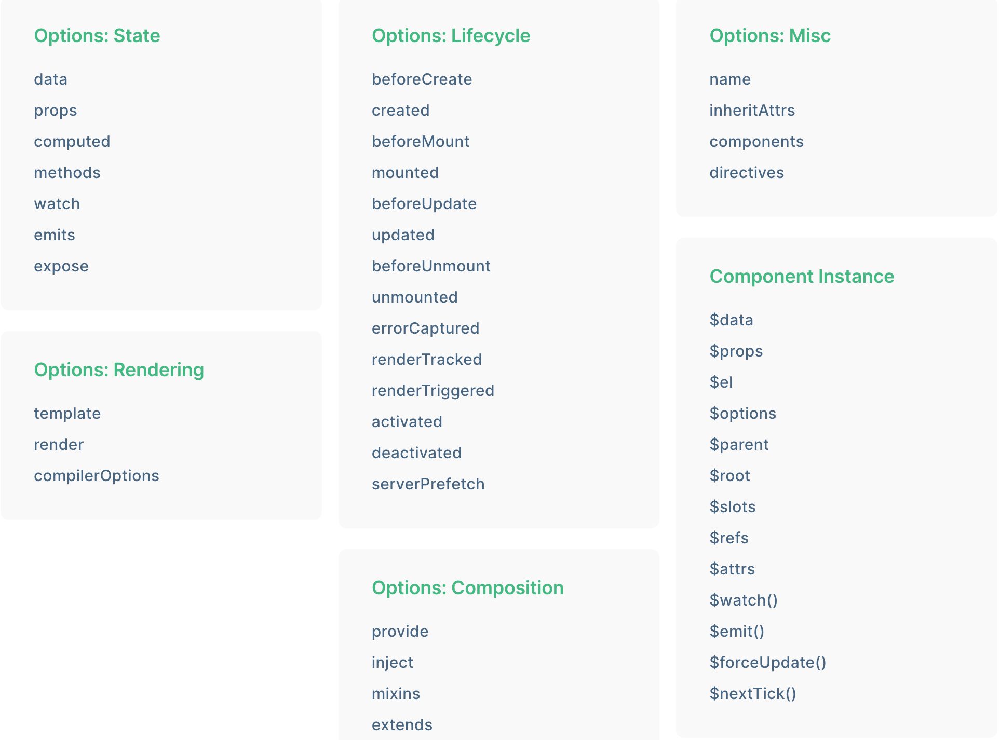 Options: State
data
props
computed
methods
watch
emits
expose
Options: Rendering
template
render
compilerOptions
Options: Lifecycle
beforeCreate
created
beforeMount
mounted
beforeUpdate
updated
beforeUnmount
unmounted
errorCaptured
renderTracked
renderTriggered
activated
deactivated
serverPrefetch
Options: Composition
provide
inject
mixins
extends
Options: Misc
name
inheritAttrs
components
directives
Component Instance
$data
$props
$el
$options
$parent
$root
$slots
$refs
$attrs
$watch()
$emit()
$forceUpdate()
$nextTick()